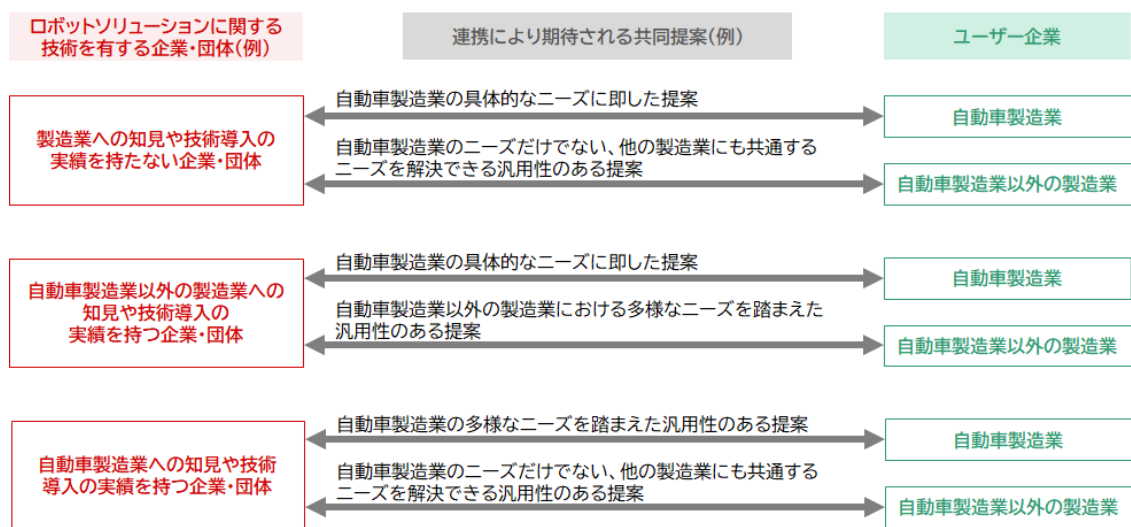 ロボットソリューションに関する
技術を有する企業・団体(例)
連携により期待される共同提案(例)
ユーザー企業
製造業への知見や技術導入の
実績を持たない企業・団体
自動車製造業の具体的なニーズに即した提案
自動車製造業
自動車製造業のニーズだけでない、他の製造業にも共通する
ニーズを解決できる汎用性のある提案
自動車製造業以外の製造業
自動車製造業以外の製造業への
知見や技術導入の
実績を持つ企業・団体
自動車製造業の具体的なニーズに即した提案
自動車製造業
自動車製造業以外の製造業における多様なニーズを踏まえた
汎用性のある提案
自動車製造業以外の製造業
自動車製造業への知見や技術
導入の実績を持つ企業・団体
自動車製造業の多様なニーズを踏まえた汎用性のある提案
自動車製造業
自動車製造業のニーズだけでない、他の製造業にも共通する
ニーズを解決できる汎用性のある提案
自動車製造業以外の製造業